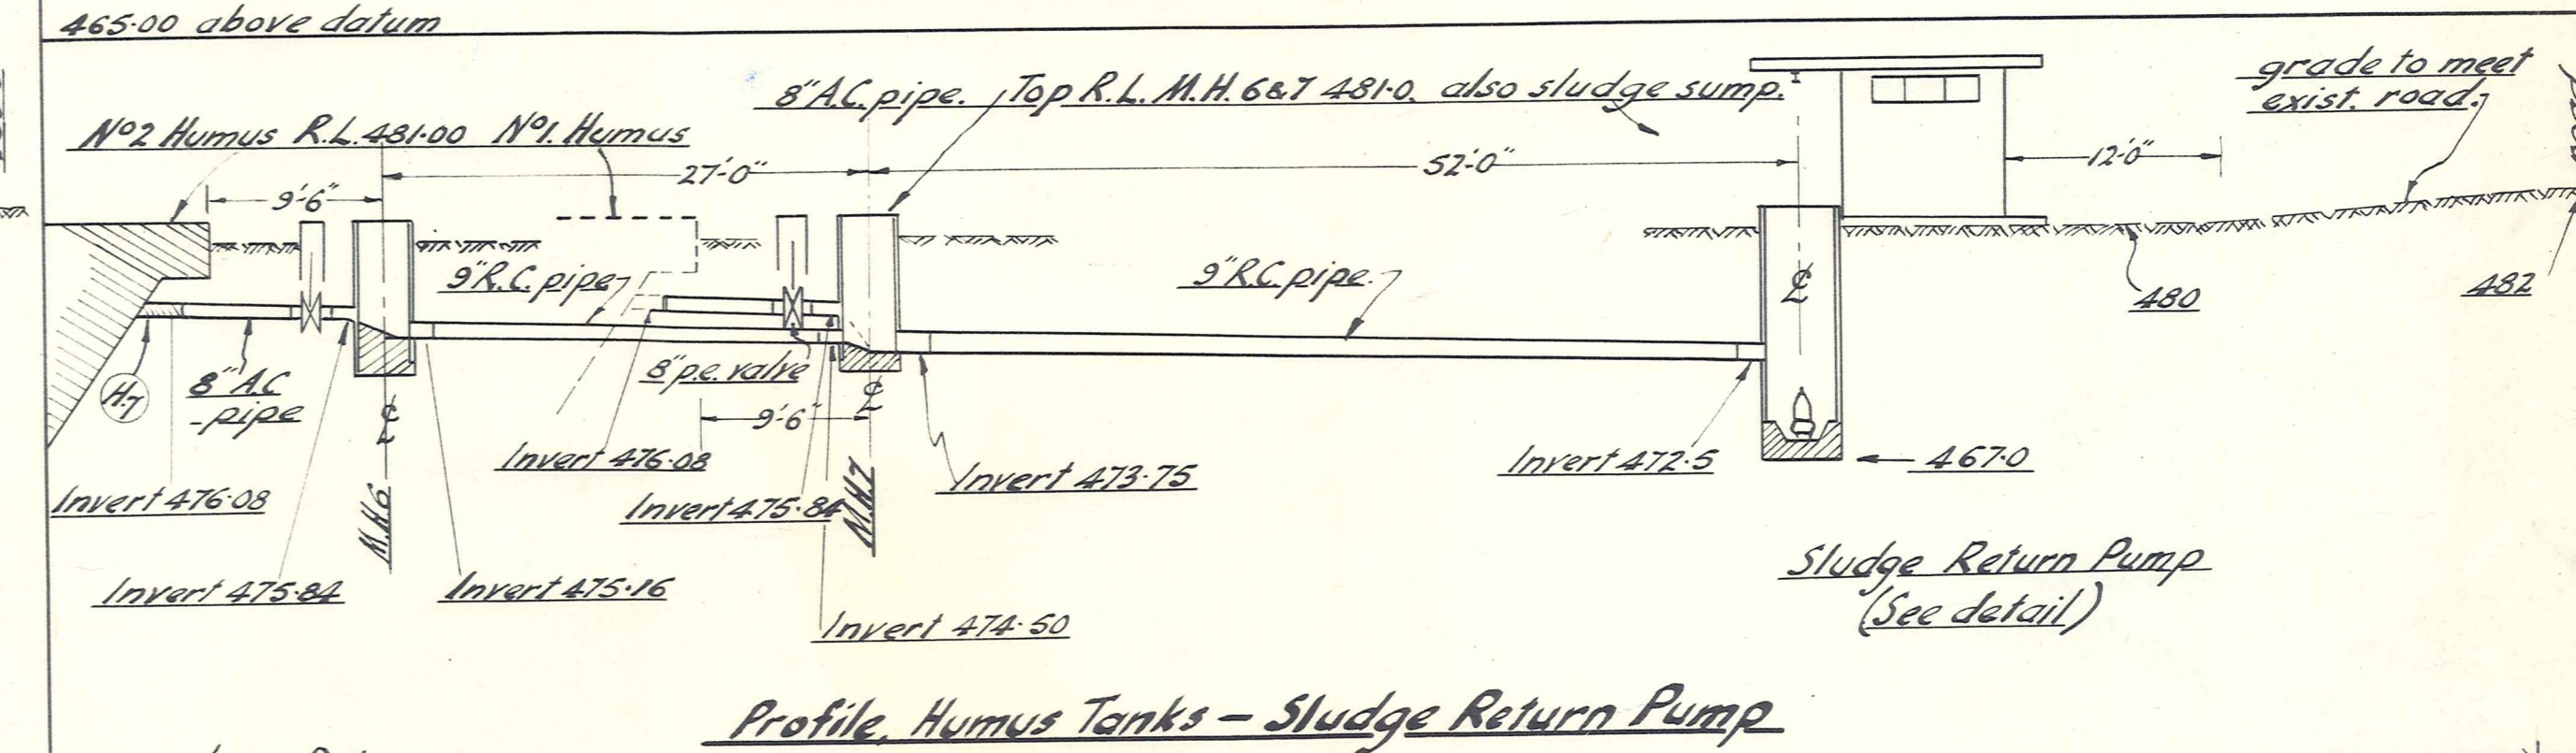 465·00 above datum
8" A.C. pipe.
Top R.L. M.H. 6&7 481·0. also sludge sump.
grade to meet
exist. road.
Nº2 Humus R.L. 481·00 Nº1. Humus
9'-6"
27'-0"
52'-0"
12'-0"
9" R.C. pipe
9" R.C. pipe.
℄
480
482
H.7
8" A.C
-pipe
8" p.e. valve
℄
℄
9'-6"
Invert 476·08
Invert 476·08
Invert 475·84
M.H.6
M.H.7
Invert 473·75
Invert 472·5
467·0
Invert 475·84
Invert 475·16
Invert 474·50
Sludge Return Pump
(See detail)
Profile, Humus Tanks – Sludge Return Pump